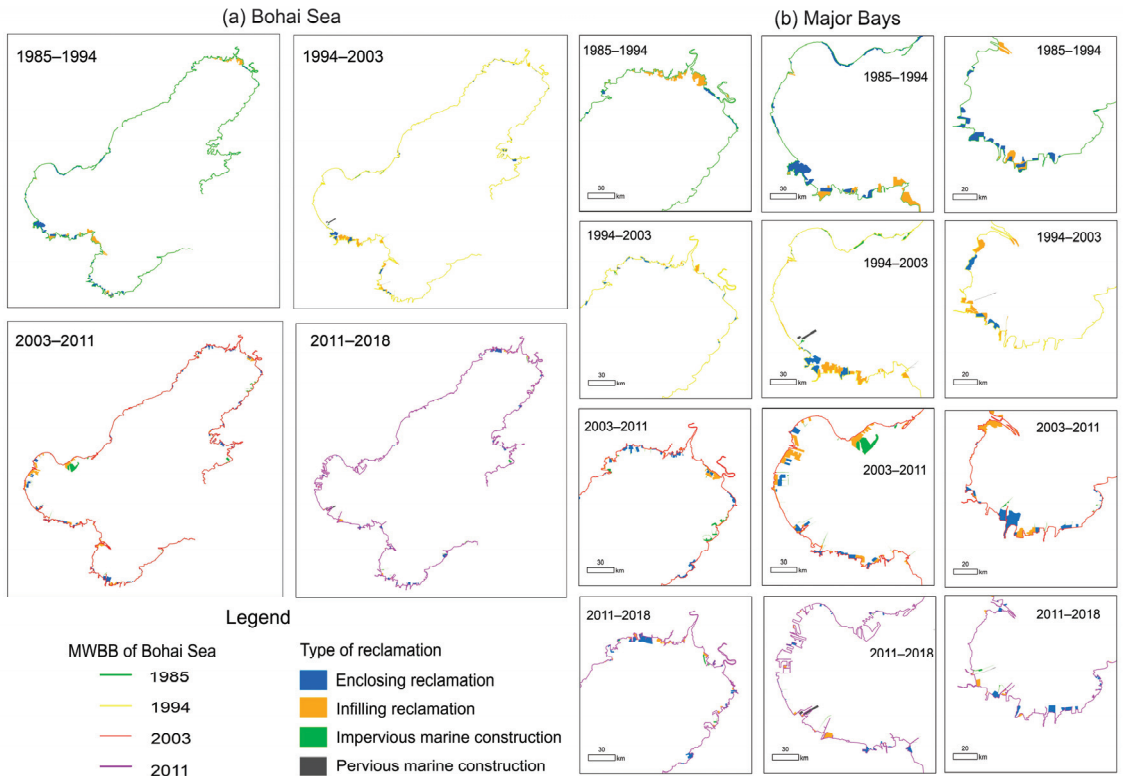 (a) Bohai Sea
(b) Major Bays
1985–1994
1994–2003
2003–2011
2011–2018
1985–1994
30
km
1985–1994
30
km
1985–1994
20
km
1994–2003
30
km
1994–2003
30
km
1994–2003
20
km
2003–2011
30
km
2003–2011
30
km
2003–2011
20
km
2011–2018
30
km
2011–2018
30
km
2011–2018
20
km
Legend
MWBB of Bohai Sea
1985
1994
2003
2011
Type of reclamation
Enclosing reclamation
Infilling reclamation
Impervious marine construction
Pervious marine construction